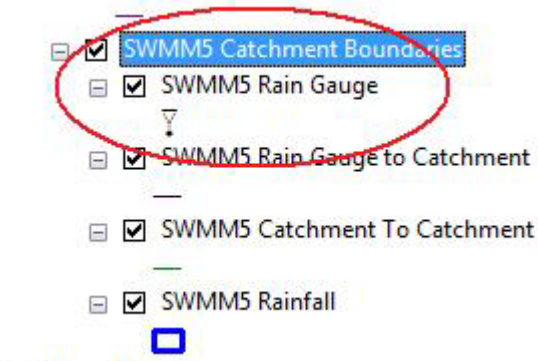 SWMM5 Catchment Boundaries
SWMM5 Rain Gauge
SWMM5 Rain Gauge to Catchment
SWMM5 Catchment To Catchment
SWMM5 Rainfall